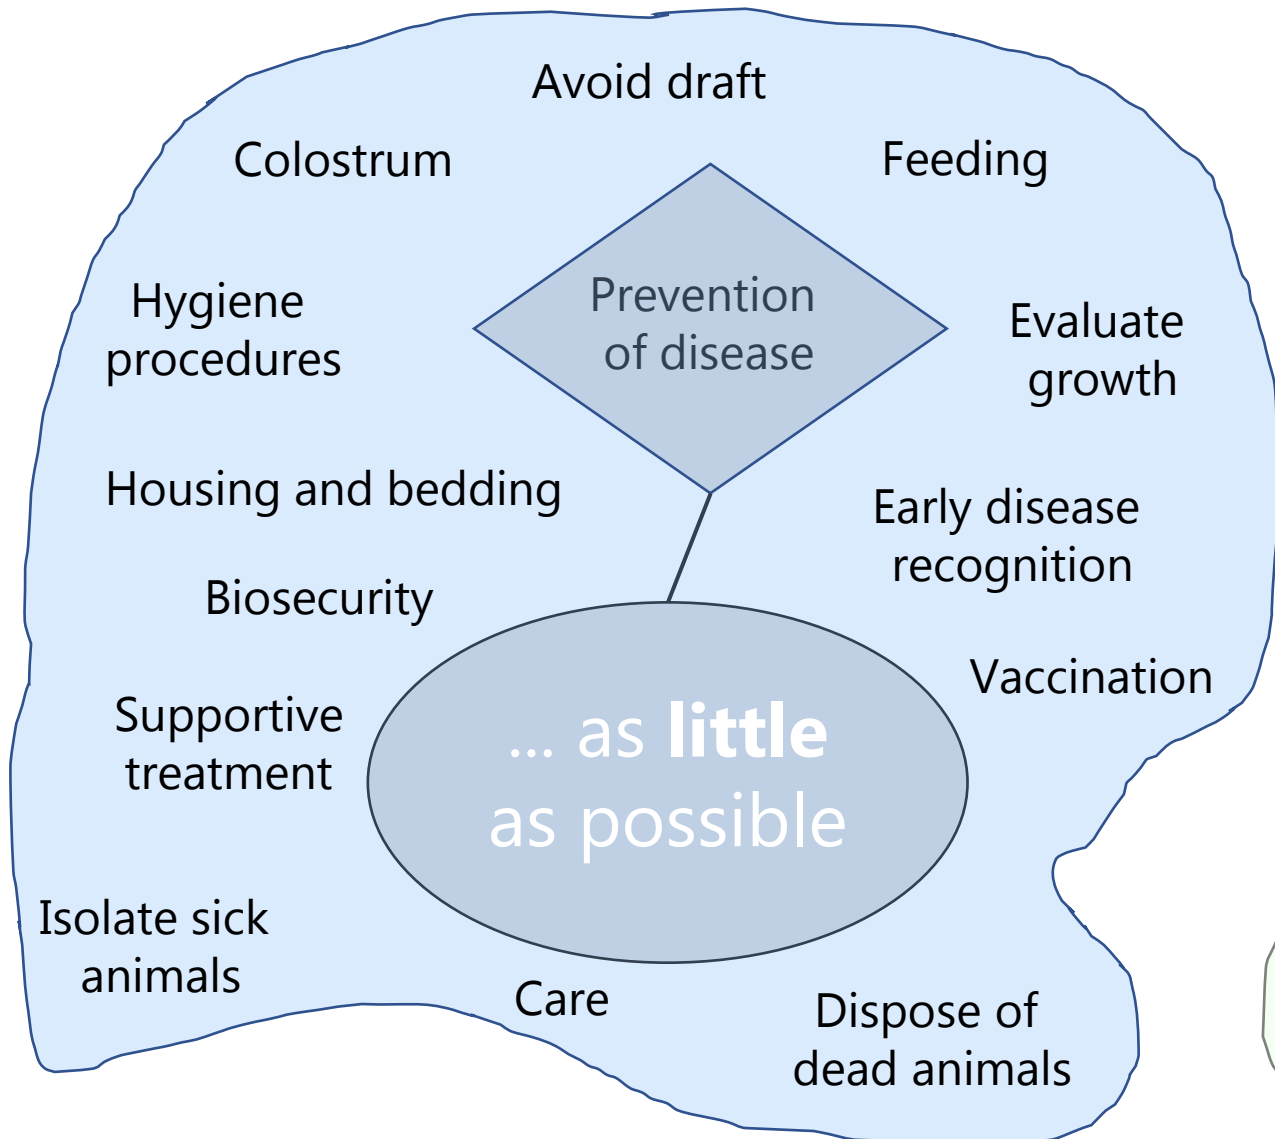 Avoid draft
Colostrum
Feeding
Prevention
of disease
Hygiene
procedures
Evaluate
growth
Housing and bedding
Early disease
recognition
Biosecurity
Vaccination
Supportive
treatment
... as little
as possible
Isolate sick
animals
Care
Dispose of
dead animals